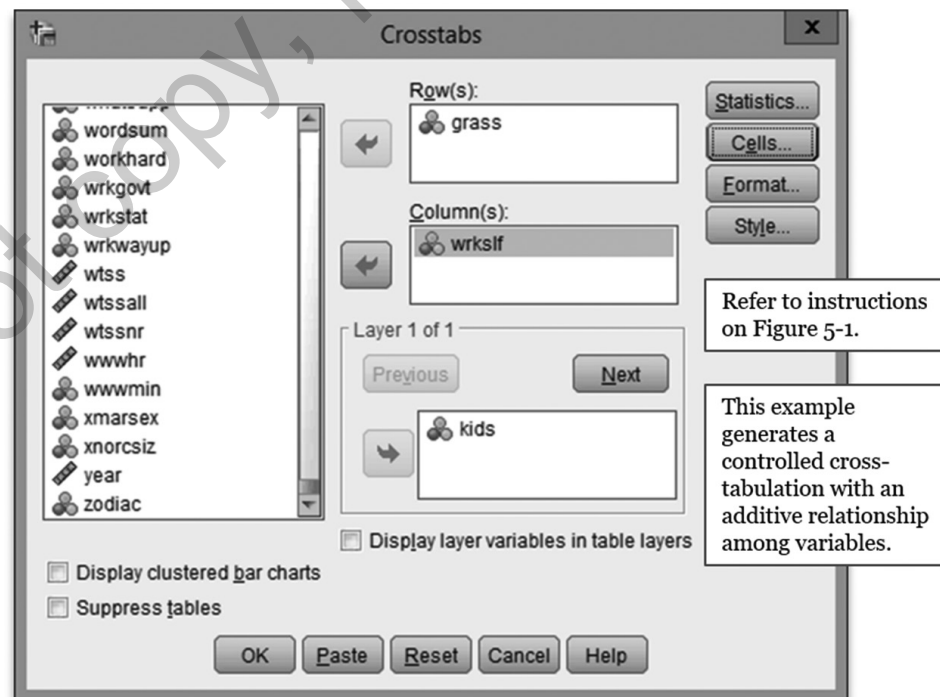 Crosstabs
x
wordsum
workhard
wrkgovt
wrkstat
wrkwayup
wtss
wtssall
wtssnr
wwwhr
wwwmin
xmarsex
xnorcsiz
year
zodiac
Row(s):
grass
Column(s):
wrkslf
Layer 1 of 1
Previous
Next
kids
Display layer variables in table layers
Display clustered bar charts
Suppress tables
OK
Paste
Reset
Cancel
Help
Statistics...
Cells...
Format...
Style...
Refer to instructions
on Figure 5-1.
This example
generates a
controlled cross-
tabulation with an
additive relationship
among variables.
not copy,